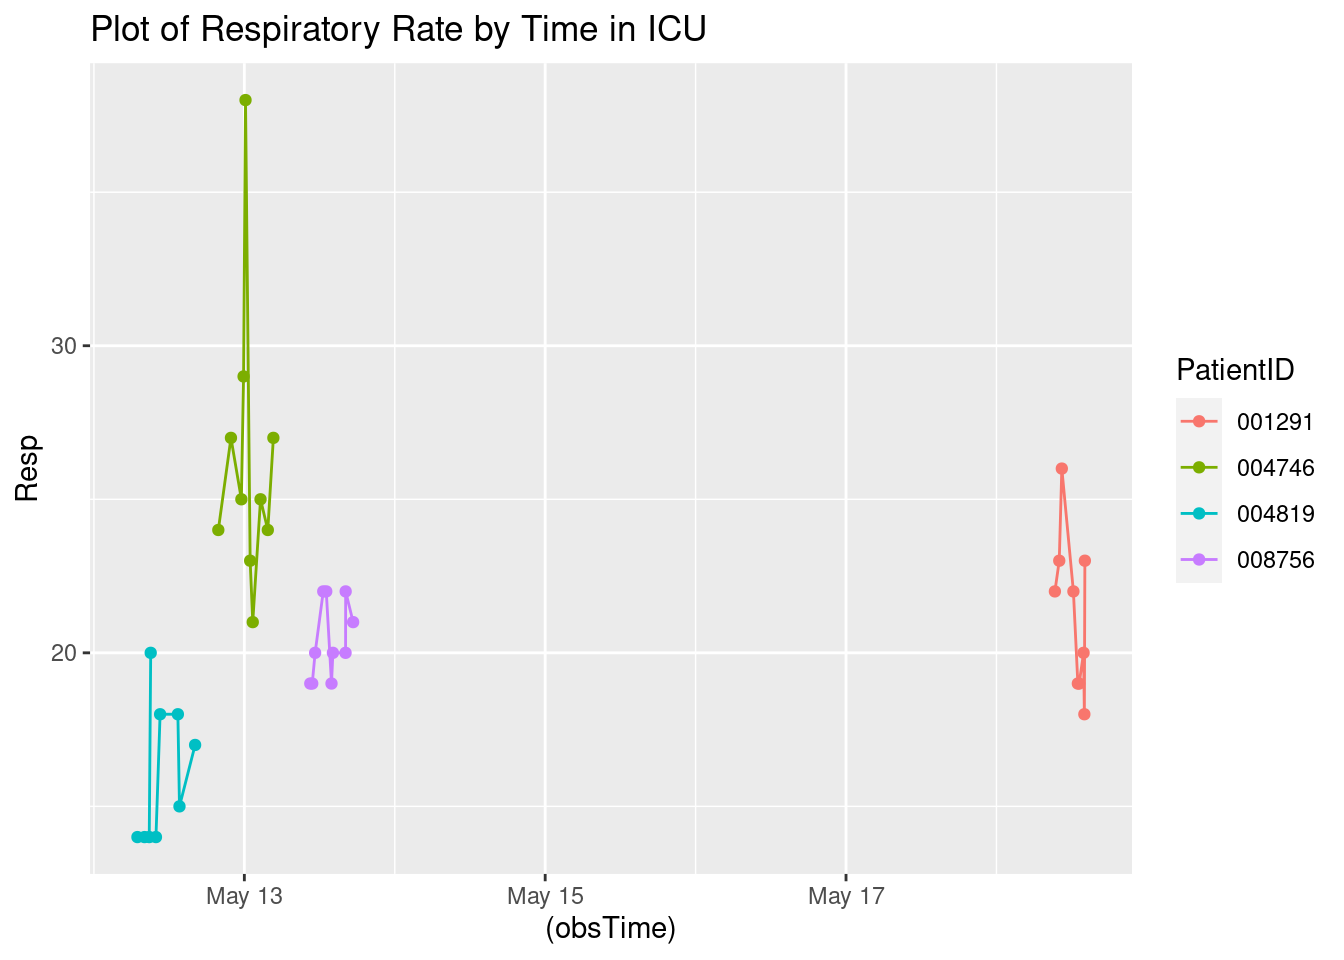 Plot of Respiratory Rate by Time in ICU
30
20
Resp
May 13
May 15
May 17
(obsTime)
PatientID
001291
004746
004819
008756